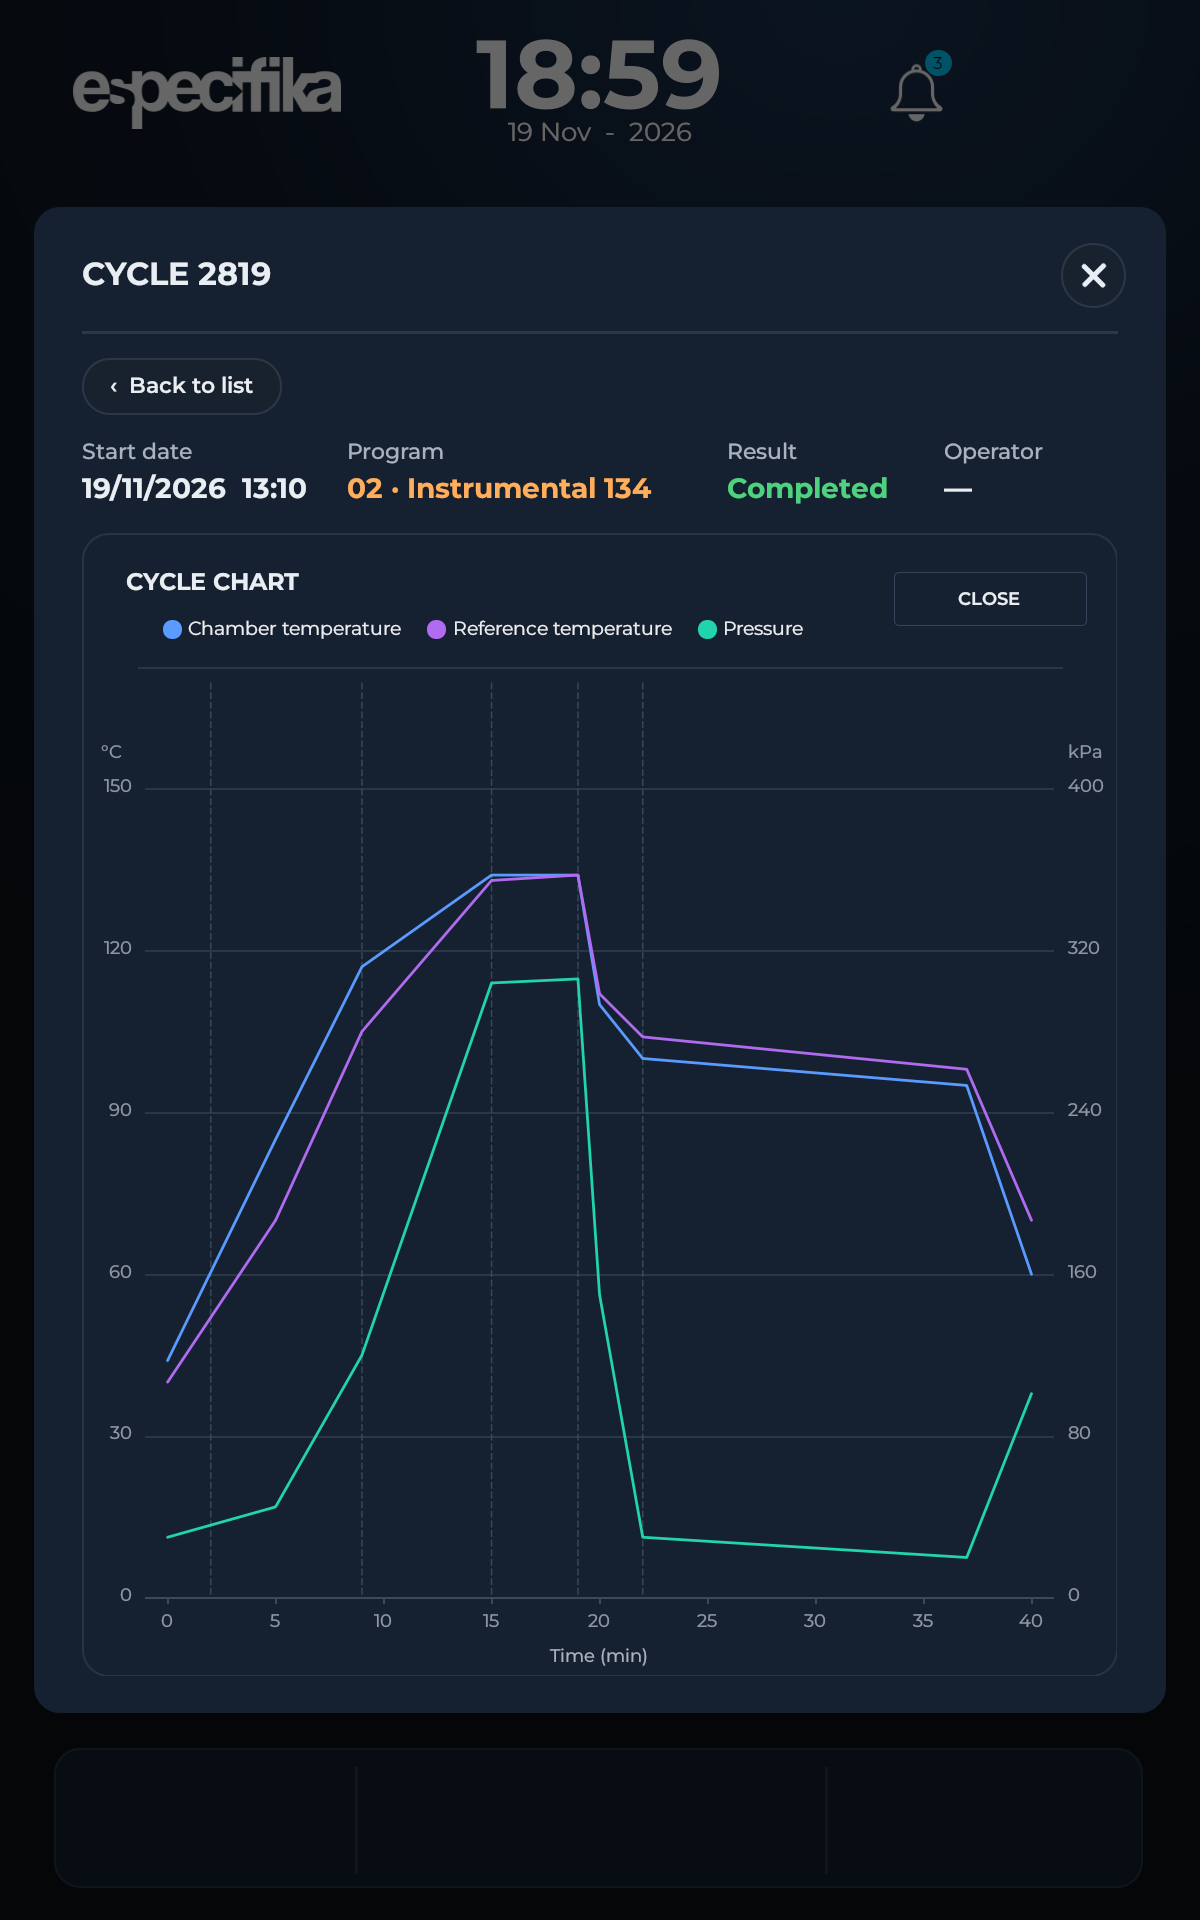 especifika
18:59
3
19 Nov - 2026
CYCLE 2819
‹ Back to list
Start date Program Result Operator
19/11/2026 13:10 02 · Instrumental 134 Completed —
CYCLE CHART
CLOSE
Chamber temperature Reference temperature Pressure
°C kPa
150 400
120 320
90 240
60 160
30 80
0 0
0 5 10 15 20 25 30 35 40
Time (min)